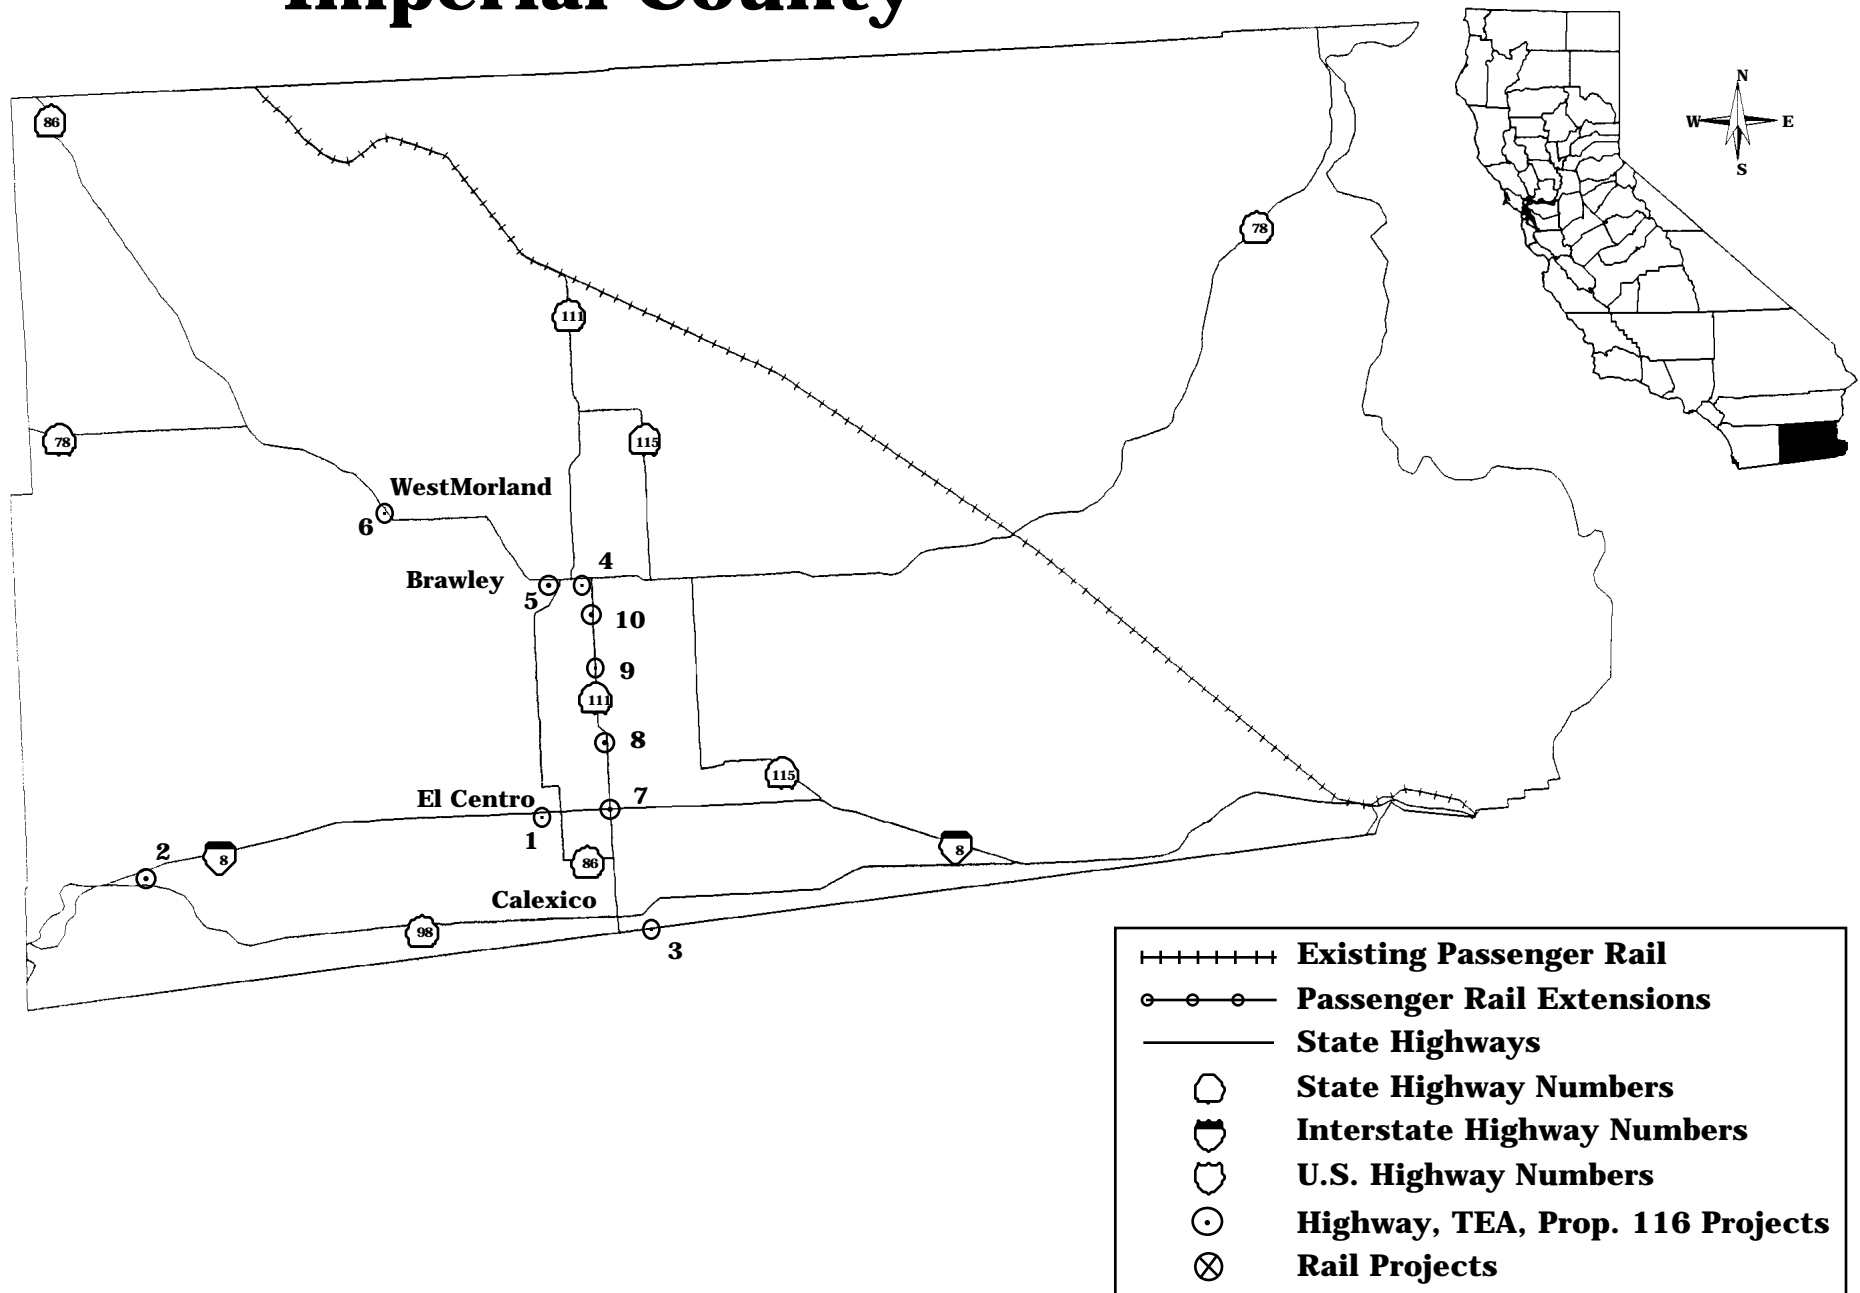 Imperial County
N
W E
S
86
78
111
78
115
WestMorland
6
4
Brawley
5
10
9
111
8
115
El Centro
7
1
2
8
8
86
Calexico
98
3
Existing Passenger Rail
Passenger Rail Extensions
State Highways
State Highway Numbers
Interstate Highway Numbers
U.S. Highway Numbers
Highway, TEA, Prop. 116 Projects
Rail Projects